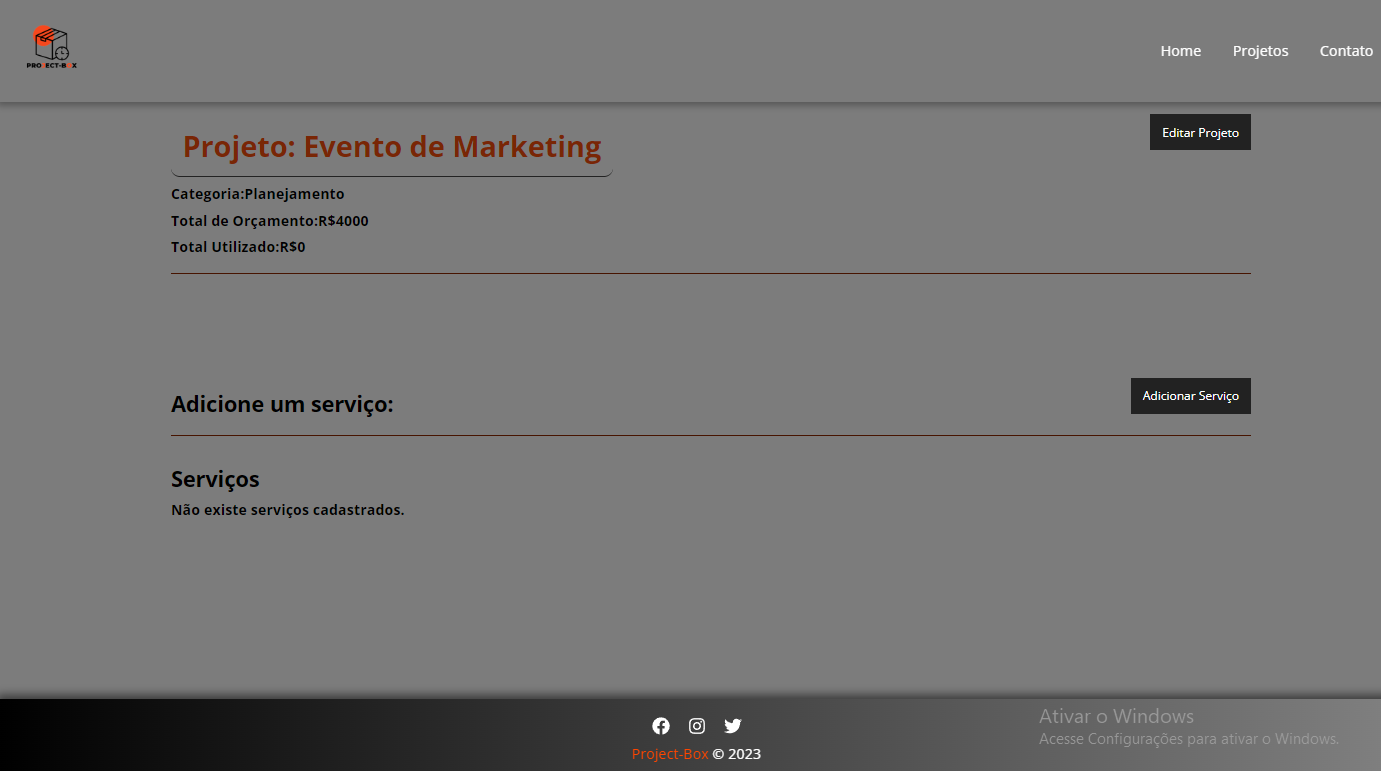 PROJECT-BOX
Home Projetos Contato
Projeto: Evento de Marketing
Editar Projeto
Categoria:Planejamento
Total de Orçamento:R$4000
Total Utilizado:R$0
Adicione um serviço:
Adicionar Serviço
Serviços
Não existe serviços cadastrados.
Ativar o Windows
Acesse Configurações para ativar o Windows.
Project-Box © 2023